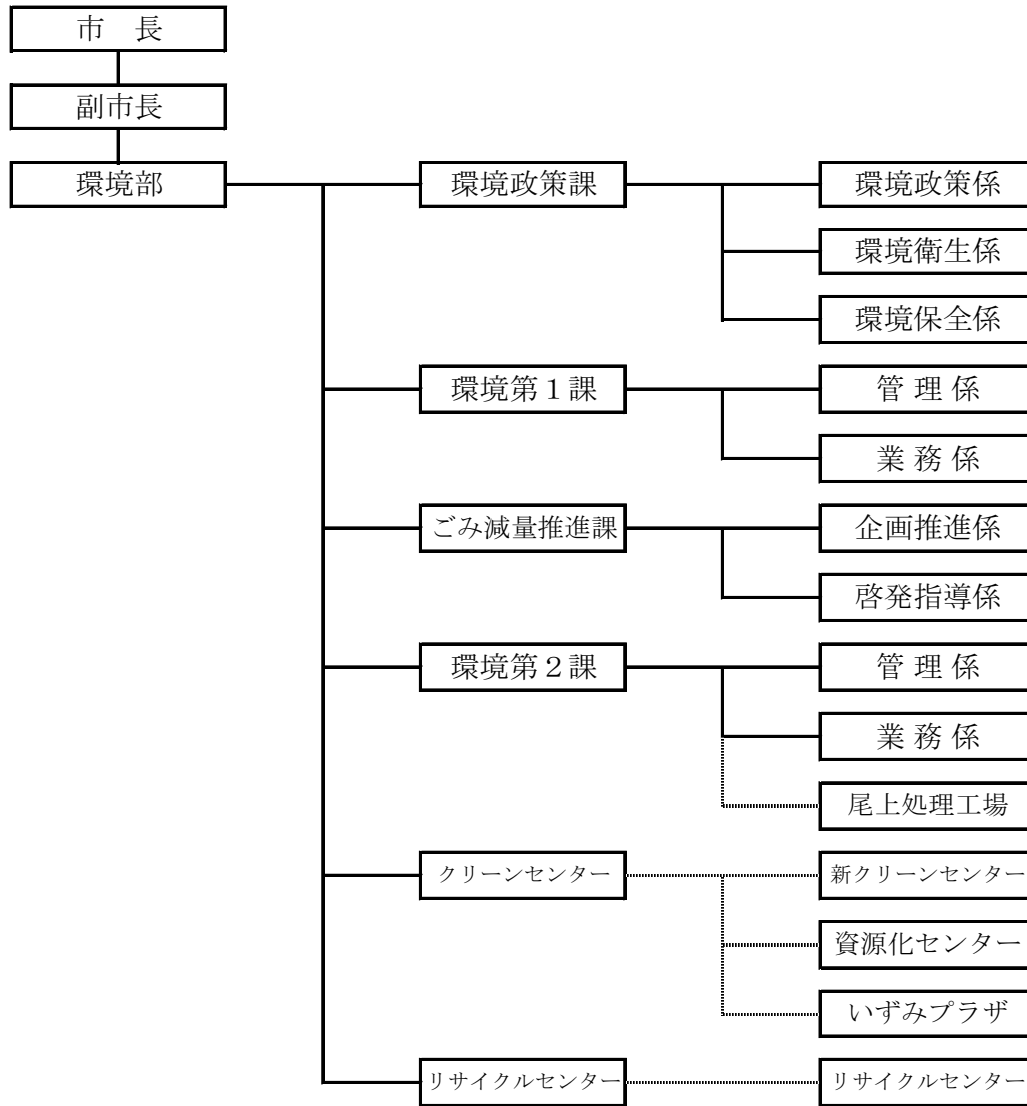 市　長
副市長
環境部
環境政策課
環境政策係
環境衛生係
環境保全係
環境第１課
管 理 係
業 務 係
ごみ減量推進課
企画推進係
啓発指導係
環境第２課
管 理 係
業 務 係
尾上処理工場
クリーンセンター
新クリーンセンター
資源化センター
いずみプラザ
リサイクルセンター
リサイクルセンター